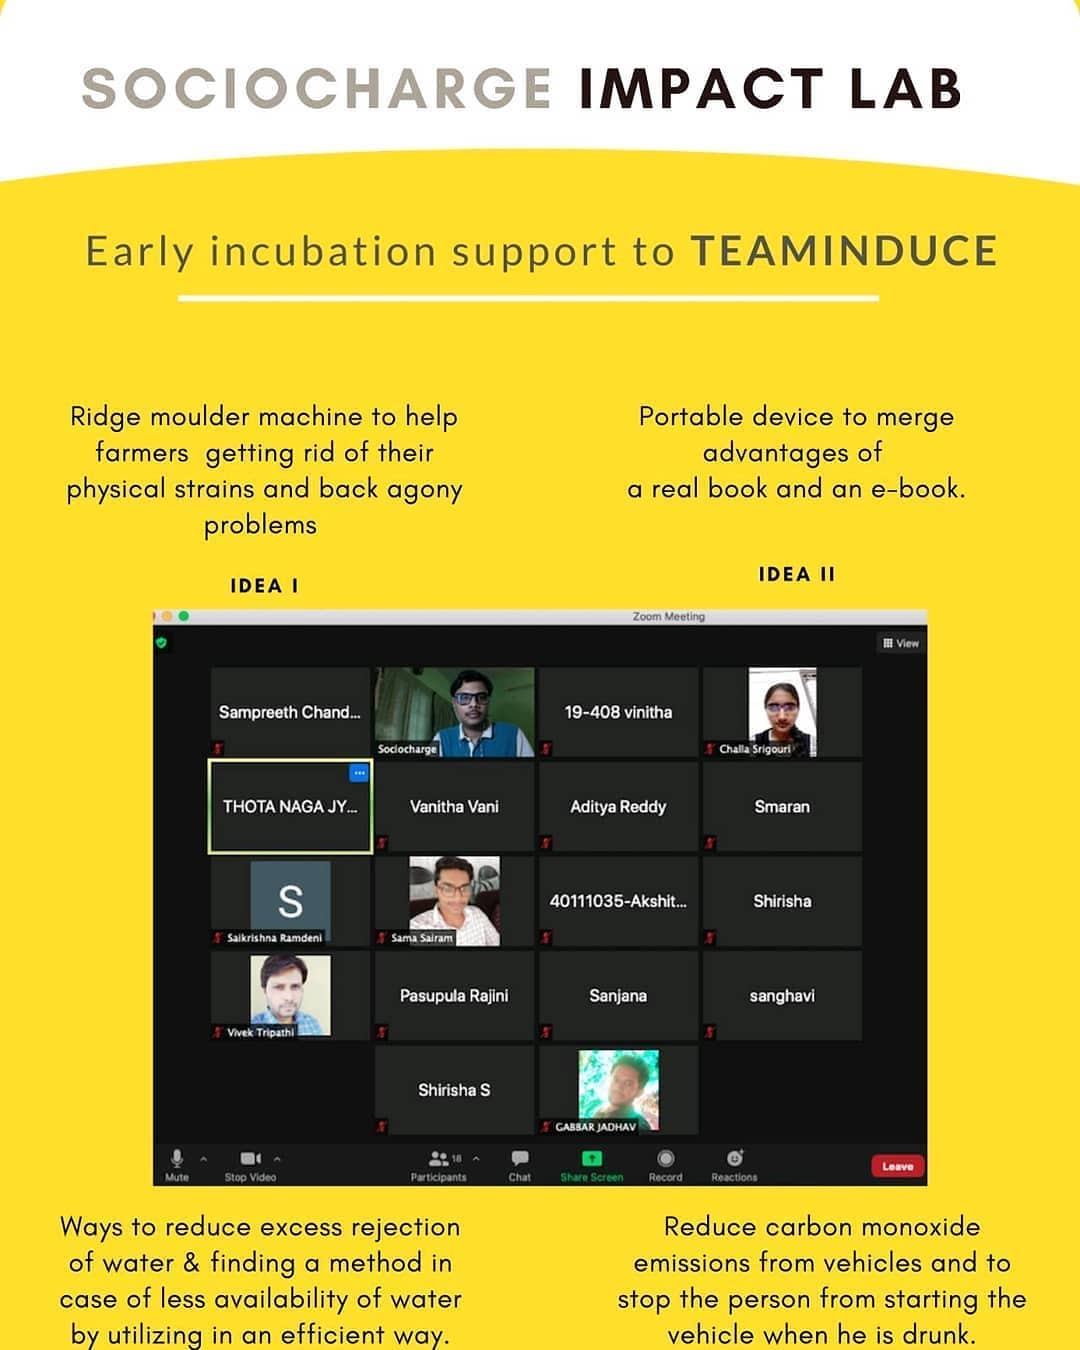 SOCIOCHARGE IMPACT LAB
Early incubation support to TEAMINDUCE
Ridge moulder machine to help
farmers getting rid of their
physical strains and back agony
problems
IDEA I
Portable device to merge
advantages of
a real book and an e-book.
IDEA II
Zoom Meeting
View
Sampreeth Chand...
Sociocharge
19-408 vinitha
Challa Srigouri
THOTA NAGA JY...
Vanitha Vani
Aditya Reddy
Smaran
S
Saikrishna Ramdeni
Sama Sairam
40111035-Akshit...
Shirisha
Vivek Tripathi
Pasupula Rajini
Sanjana
sanghavi
Shirisha S
GABBAR JADHAV
Mute
Stop Video
18
Participants
Chat
Share Screen
Record
Reactions
Leave
Ways to reduce excess rejection
of water & finding a method in
case of less availability of water
by utilizing in an efficient way.
Reduce carbon monoxide
emissions from vehicles and to
stop the person from starting the
vehicle when he is drunk.